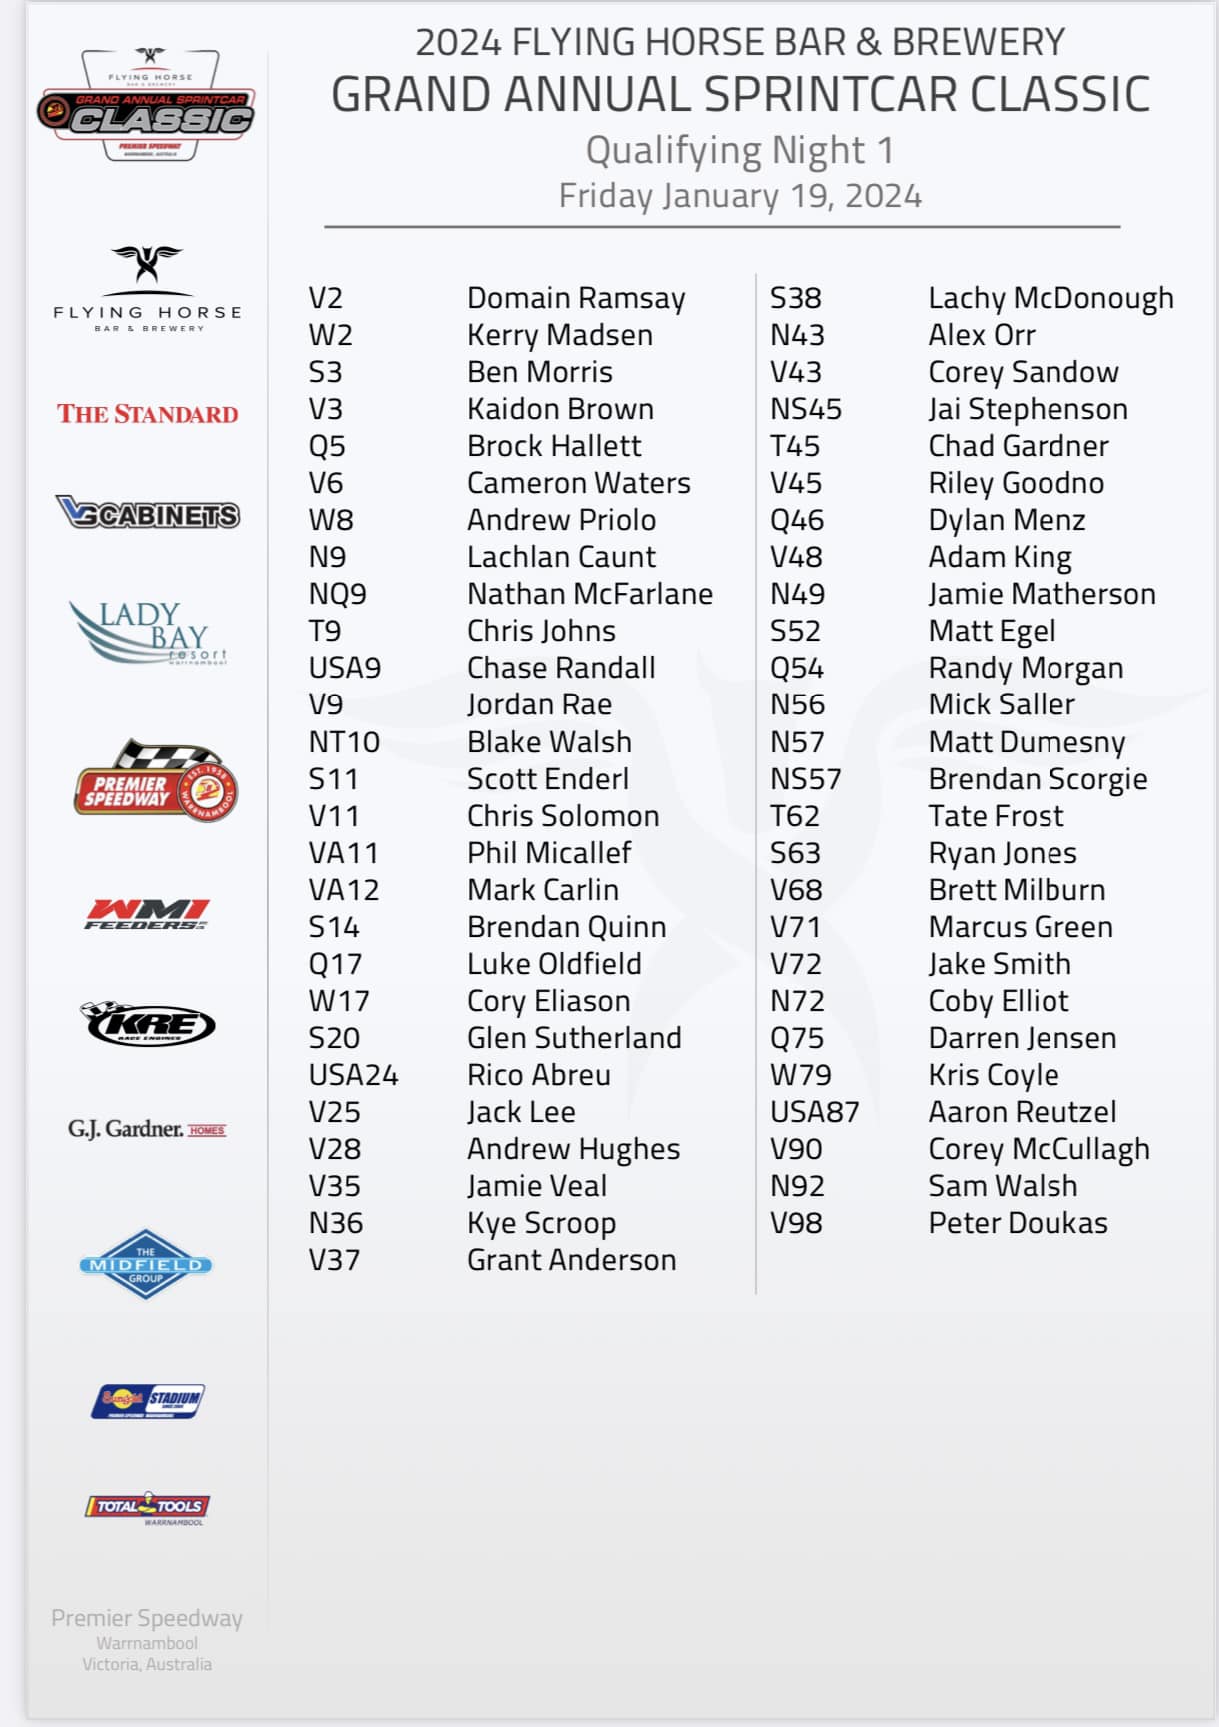 2024 FLYING HORSE BAR & BREWERY
GRAND ANNUAL SPRINTCAR CLASSIC
Qualifying Night 1
Friday January 19, 2024
FLYING HORSE
BAR & BREWERY
GRAND ANNUAL SPRINTCAR
CLASSIC
PREMIER SPEEDWAY
WARRNAMBOOL, AUSTRALIA
FLYING HORSE
BAR & BREWERY
THE STANDARD
VGCABINETS
LADY
BAY
resort
warrnambool
PREMIER
SPEEDWAY
EST. 1958
WARRNAMBOOL
WM1
FEEDERS
KRE
RACE ENGINES
G.J. Gardner. HOMES
THE
MIDFIELD
GROUP
Sungold STADIUM
PREMIER SPEEDWAY WARRNAMBOOL
TOTAL TOOLS
WARRNAMBOOL
Premier Speedway
Warrnambool
Victoria, Australia
V2 Domain Ramsay
W2 Kerry Madsen
S3 Ben Morris
V3 Kaidon Brown
Q5 Brock Hallett
V6 Cameron Waters
W8 Andrew Priolo
N9 Lachlan Caunt
NQ9 Nathan McFarlane
T9 Chris Johns
USA9 Chase Randall
V9 Jordan Rae
NT10 Blake Walsh
S11 Scott Enderl
V11 Chris Solomon
VA11 Phil Micallef
VA12 Mark Carlin
S14 Brendan Quinn
Q17 Luke Oldfield
W17 Cory Eliason
S20 Glen Sutherland
USA24 Rico Abreu
V25 Jack Lee
V28 Andrew Hughes
V35 Jamie Veal
N36 Kye Scroop
V37 Grant Anderson
S38 Lachy McDonough
N43 Alex Orr
V43 Corey Sandow
NS45 Jai Stephenson
T45 Chad Gardner
V45 Riley Goodno
Q46 Dylan Menz
V48 Adam King
N49 Jamie Matherson
S52 Matt Egel
Q54 Randy Morgan
N56 Mick Saller
N57 Matt Dumesny
NS57 Brendan Scorgie
T62 Tate Frost
S63 Ryan Jones
V68 Brett Milburn
V71 Marcus Green
V72 Jake Smith
N72 Coby Elliot
Q75 Darren Jensen
W79 Kris Coyle
USA87 Aaron Reutzel
V90 Corey McCullagh
N92 Sam Walsh
V98 Peter Doukas